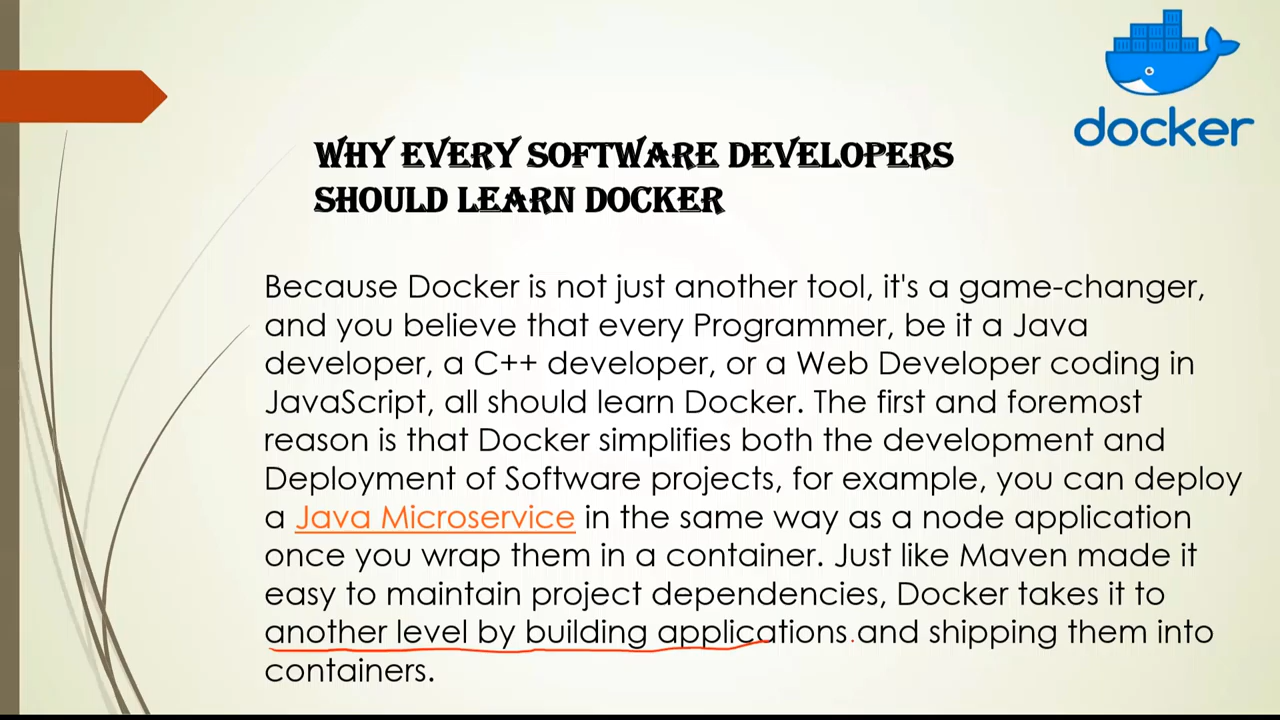 docker
WHY EVERY SOFTWARE DEVELOPERS
SHOULD LEARN DOCKER
Because Docker is not just another tool, it's a game-changer,
and you believe that every Programmer, be it a Java
developer, a C++ developer, or a Web Developer coding in
JavaScript, all should learn Docker. The first and foremost
reason is that Docker simplifies both the development and
Deployment of Software projects, for example, you can deploy
a Java Microservice in the same way as a node application
once you wrap them in a container. Just like Maven made it
easy to maintain project dependencies, Docker takes it to
another level by building applications and shipping them into
containers.